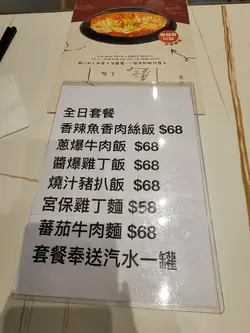 全日套餐
香辣魚香肉絲飯 $68
蔥爆牛肉飯 $68
醬爆雞丁飯 $68
燒汁豬扒飯 $68
宮保雞丁麵 $58
蕃茄牛肉麵 $68
套餐奉送汽水一罐